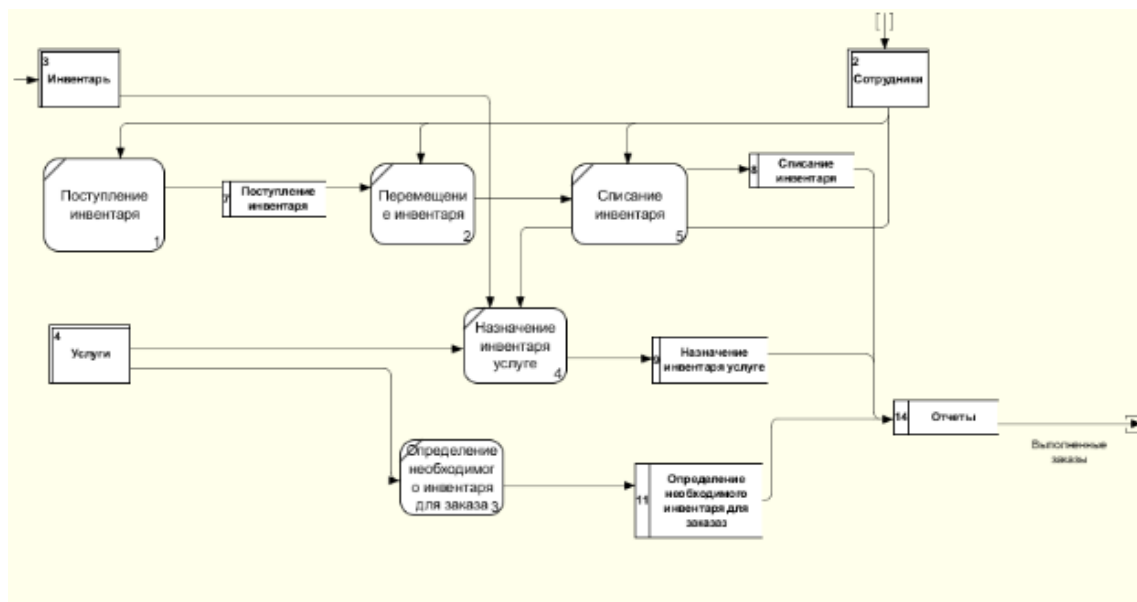 3
Инвентарь
2
Сотрудники
Поступление
инвентаря
1
7
Поступление
инвентаря
Перемещени
е инвентаря
2
Списание
инвентаря
5
8
Списание
инвентаря
4
Услуги
Назначение
инвентаря
услуге
4
9
Назначение
инвентаря услуге
14
Отчеты
Выполненные
заказы
Определение
необходимог
о инвентаря
для заказа
3
11
Определение
необходимого
инвентаря для
заказаз